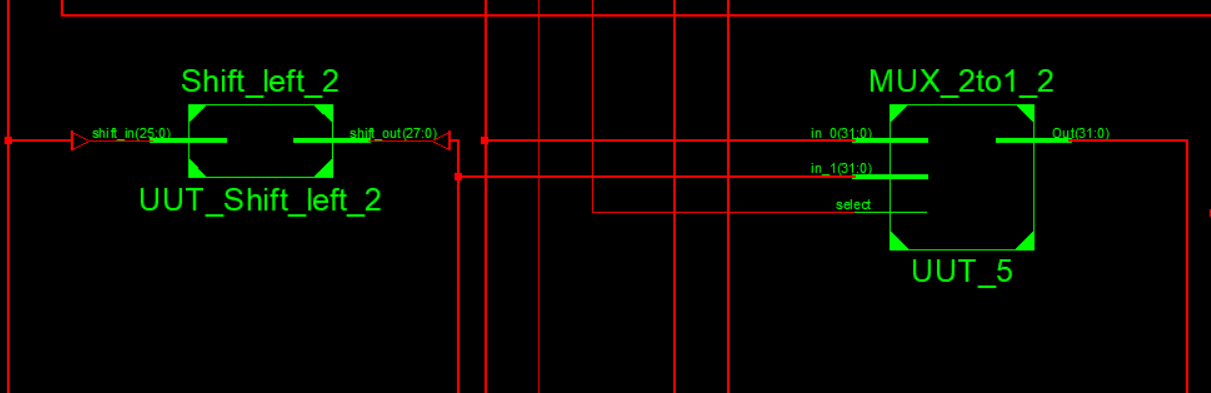 Shift_left_2
shift_in(25:0)
shift_out(27:0)
UUT_Shift_left_2
MUX_2to1_2
in_0(31:0)
Out(31:0)
in_1(31:0)
select
UUT_5